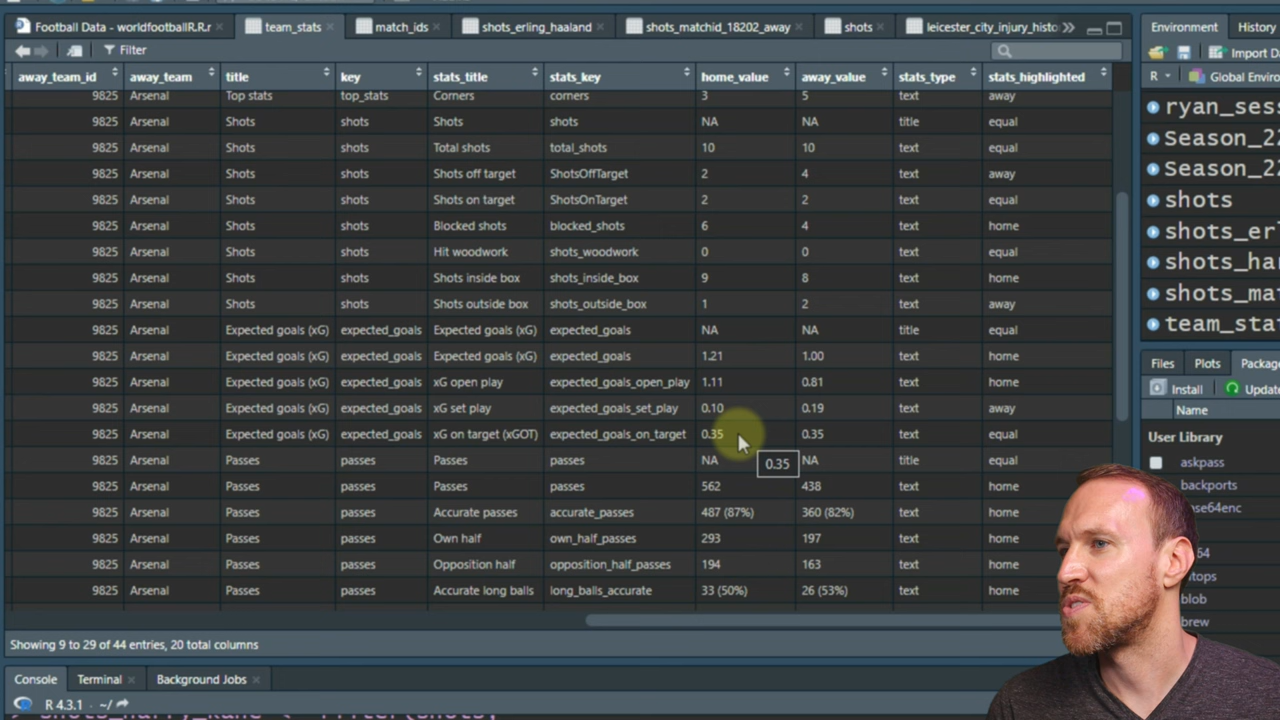 Football Data - worldfootballR.R.r × team_stats × match_ids × shots_erling_haaland × shots_matchid_18202_away × shots × leicester_city_injury_histo »
Filter
away_team_id away_team title key stats_title stats_key home_value away_value stats_type stats_highlighted
9825 Arsenal Top stats top_stats Corners corners 3 5 text away
9825 Arsenal Shots shots Shots shots NA NA title equal
9825 Arsenal Shots shots Total shots total_shots 10 10 text equal
9825 Arsenal Shots shots Shots off target ShotsOffTarget 2 4 text away
9825 Arsenal Shots shots Shots on target ShotsOnTarget 2 2 text equal
9825 Arsenal Shots shots Blocked shots blocked_shots 6 4 text home
9825 Arsenal Shots shots Hit woodwork shots_woodwork 0 0 text equal
9825 Arsenal Shots shots Shots inside box shots_inside_box 9 8 text home
9825 Arsenal Shots shots Shots outside box shots_outside_box 1 2 text away
9825 Arsenal Expected goals (xG) expected_goals Expected goals (xG) expected_goals NA NA title equal
9825 Arsenal Expected goals (xG) expected_goals Expected goals (xG) expected_goals 1.21 1.00 text home
9825 Arsenal Expected goals (xG) expected_goals xG open play expected_goals_open_play 1.11 0.81 text home
9825 Arsenal Expected goals (xG) expected_goals xG set play expected_goals_set_play 0.10 0.19 text away
9825 Arsenal Expected goals (xG) expected_goals xG on target (xGOT) expected_goals_on_target 0.35 0.35 text equal
0.35
9825 Arsenal Passes passes Passes passes NA NA title equal
9825 Arsenal Passes passes Passes passes 562 438 text home
9825 Arsenal Passes passes Accurate passes accurate_passes 487 (87%) 360 (82%) text home
9825 Arsenal Passes passes Own half own_half_passes 293 197 text home
9825 Arsenal Passes passes Opposition half opposition_half_passes 194 163 text home
9825 Arsenal Passes passes Accurate long balls long_balls_accurate 33 (50%) 26 (53%) text home
Showing 9 to 29 of 44 entries, 20 total columns
Console Terminal × Background Jobs ×
R 4.3.1 · ~/
Environment History
Import Da
R Global Enviro
ryan_ses
Season_22
Season_22
shots
shots_er
shots_ha
shots_ma
team_sta
Files Plots Package
Install Update
Name
User Library
askpass
backports
ase64enc
64
tops
blob
brew